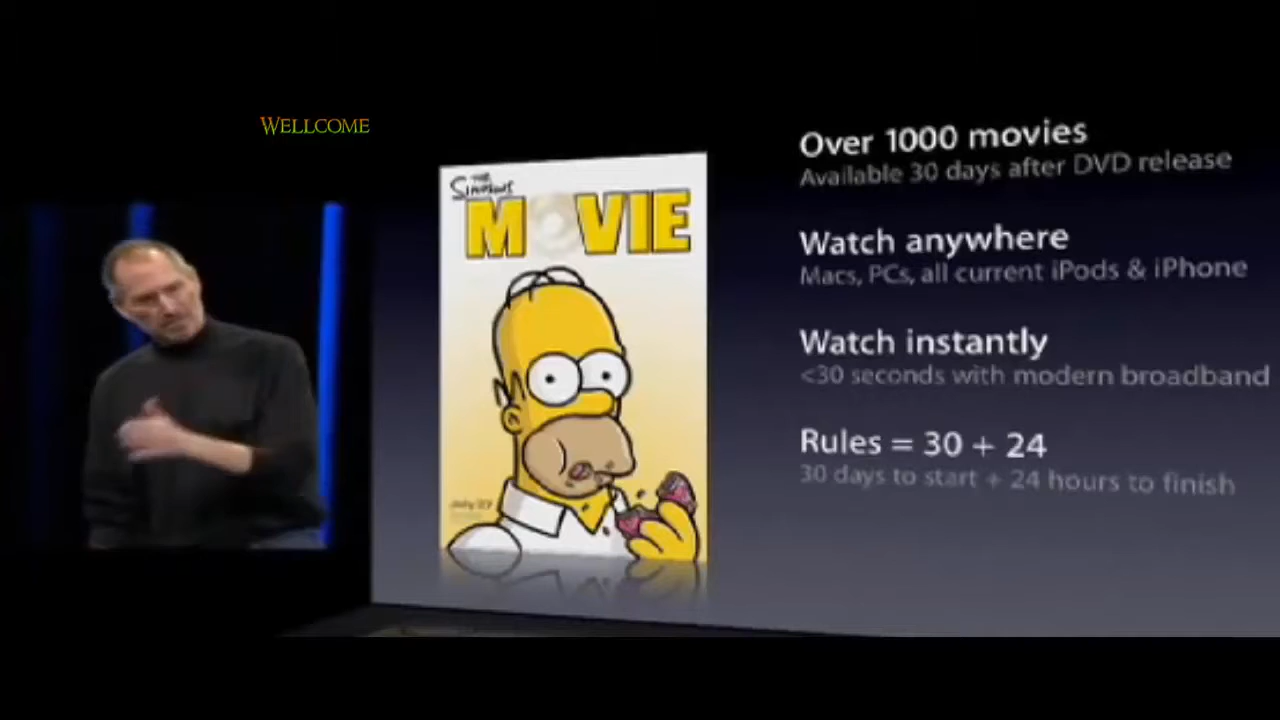 WELLCOME
THE
SIMPSONS
MOVIE
Over 1000 movies
Available 30 days after DVD release
Watch anywhere
Macs, PCs, all current iPods & iPhone
Watch instantly
<30 seconds with modern broadband
Rules = 30 + 24
30 days to start + 24 hours to finish